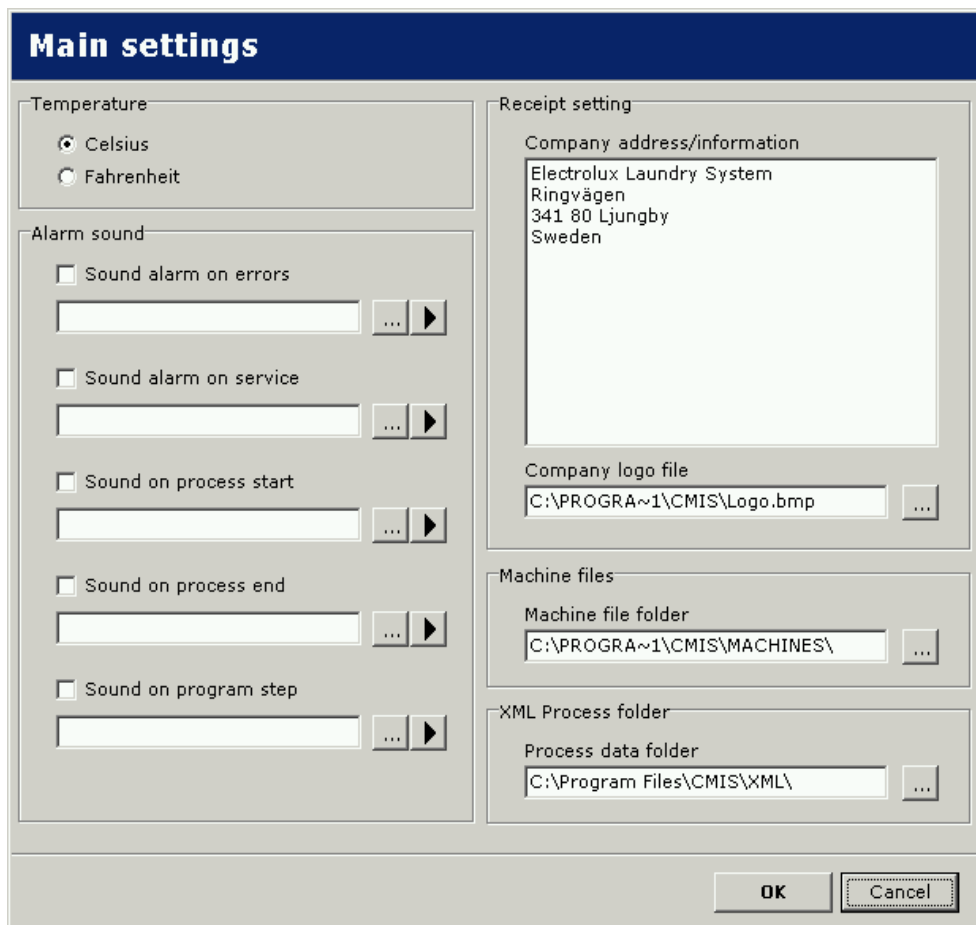 Main settings
Temperature
Celsius
Fahrenheit
Alarm sound
Sound alarm on errors
...
Sound alarm on service
...
Sound on process start
...
Sound on process end
...
Sound on program step
...
Receipt setting
Company address/information
Electrolux Laundry System
Ringvägen
341 80 Ljungby
Sweden
Company logo file
C:\PROGRA~1\CMIS\Logo.bmp ...
Machine files
Machine file folder
C:\PROGRA~1\CMIS\MACHINES\ ...
XML Process folder
Process data folder
C:\Program Files\CMIS\XML\ ...
OK Cancel